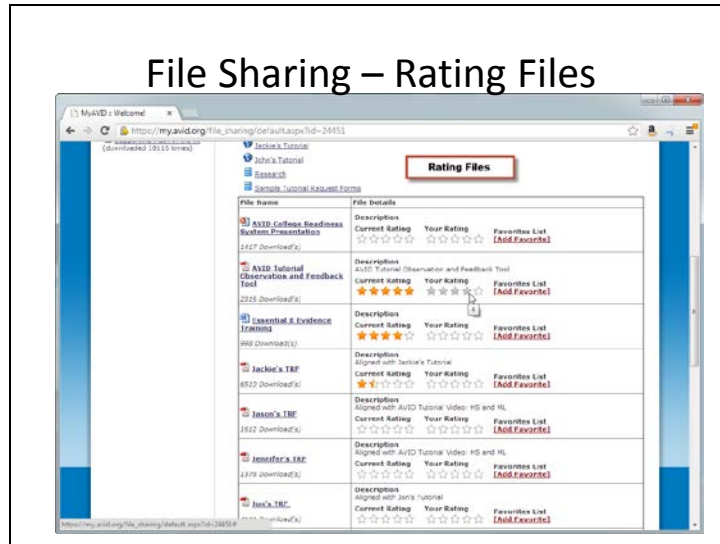 File Sharing – Rating Files
MyAVID : Welcome!
https://my.avid.org/file_sharing/default.aspx?id=24451
(downloaded 10115 times)
Jackie's Tutorial
John's Tutorial
Research
Sample Tutorial Request Forms
Rating Files
File Name File Details
AVID College Readiness
System Presentation
1417 Download(s)
Description
Current Rating Your Rating Favorites List
[Add Favorite]
AVID Tutorial
Observation and Feedback
Tool
2315 Download(s)
Description
AVID Tutorial Observation and Feedback Tool
Current Rating Your Rating Favorites List
[Add Favorite]
4
Essential 8 Evidence
Training
998 Download(s)
Description
Current Rating Your Rating Favorites List
[Add Favorite]
Jackie's TRF
6510 Download(s)
Description
Aligned with Jackie's Tutorial
Current Rating Your Rating Favorites List
[Add Favorite]
Jason's TRF
1512 Download(s)
Description
Aligned with AVID Tutorial Video: HS and ML
Current Rating Your Rating Favorites List
[Add Favorite]
Jennifer's TRF
1375 Download(s)
Description
Aligned with AVID Tutorial Video: HS and ML
Current Rating Your Rating Favorites List
[Add Favorite]
Jon's TRF
Download(s)
Description
Aligned with Jon's Tutorial
Current Rating Your Rating Favorites List
[Add Favorite]
https://my.avid.org/file_sharing/default.aspx?id=24451#